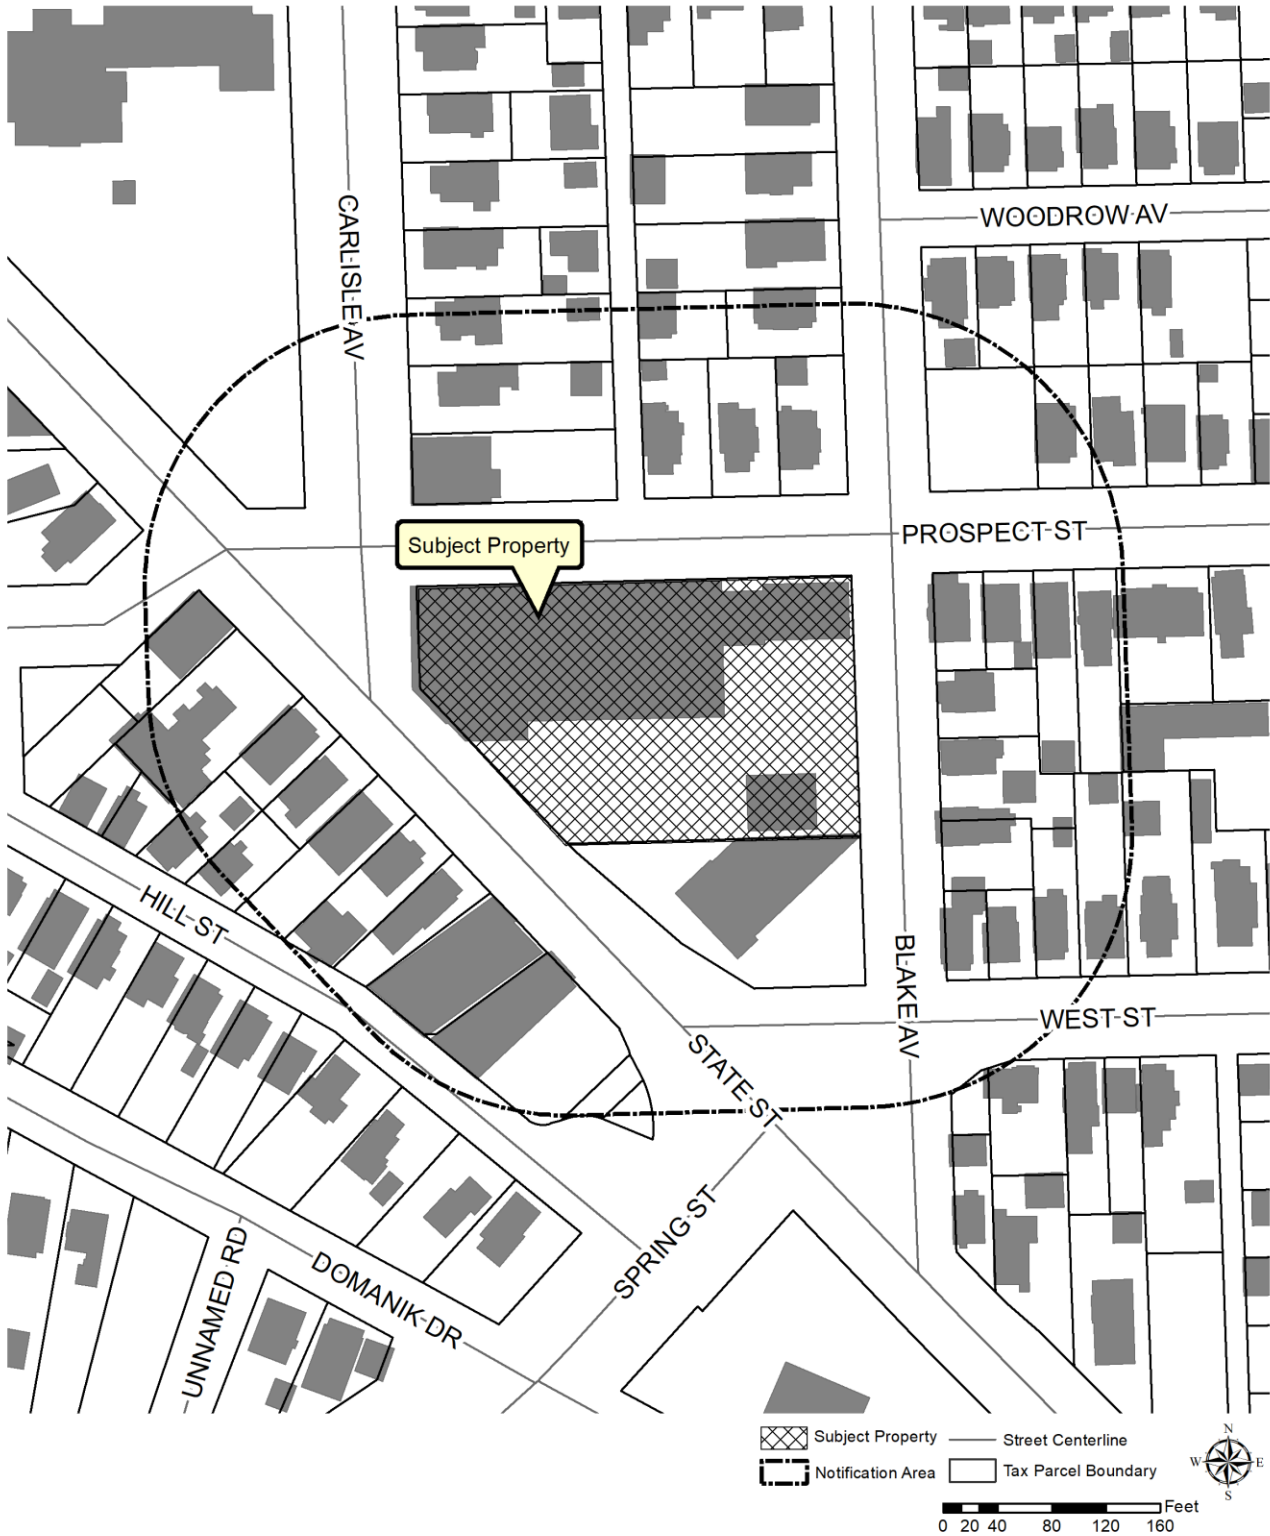 CARLISLE AV
WOODROW AV
PROSPECT ST
Subject Property
HILL ST
BLAKE AV
WEST ST
STATE ST
SPRING ST
UNNAMED RD
DOMANIK DR
Subject Property
Street Centerline
Notification Area
Tax Parcel Boundary
N
W E
S
Feet
0 20 40 80 120 160